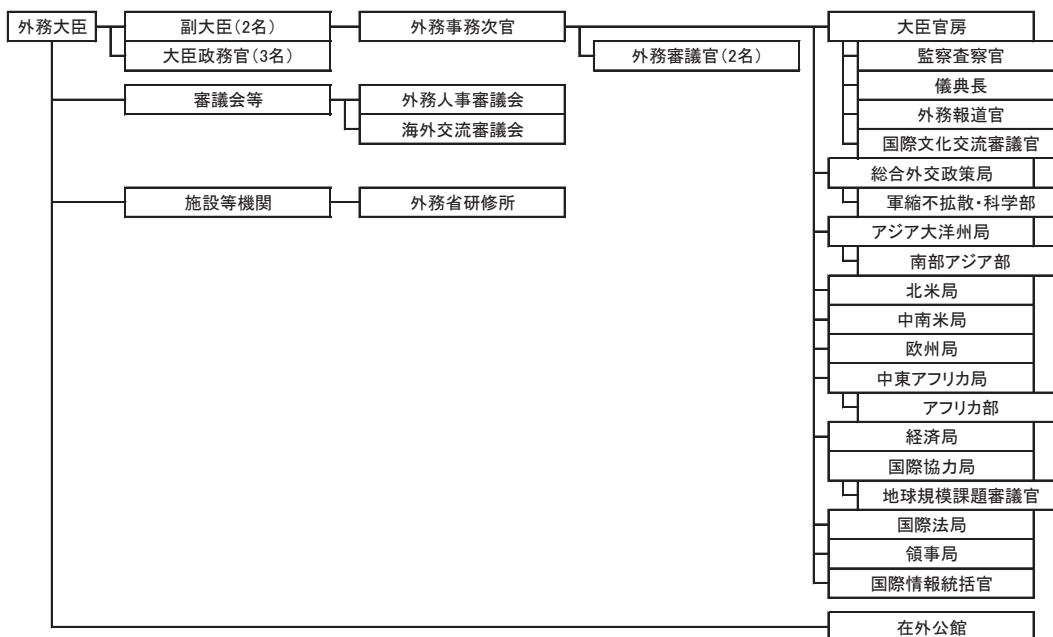 外務大臣
副大臣(2名)
外務事務次官
大臣官房
大臣政務官(3名)
外務審議官(2名)
監察査察官
審議会等
外務人事審議会
儀典長
海外交流審議会
外務報道官
国際文化交流審議官
総合外交政策局
施設等機関
外務省研修所
軍縮不拡散・科学部
アジア大洋州局
南部アジア部
北米局
中南米局
欧州局
中東アフリカ局
アフリカ部
経済局
国際協力局
地球規模課題審議官
国際法局
領事局
国際情報統括官
在外公館